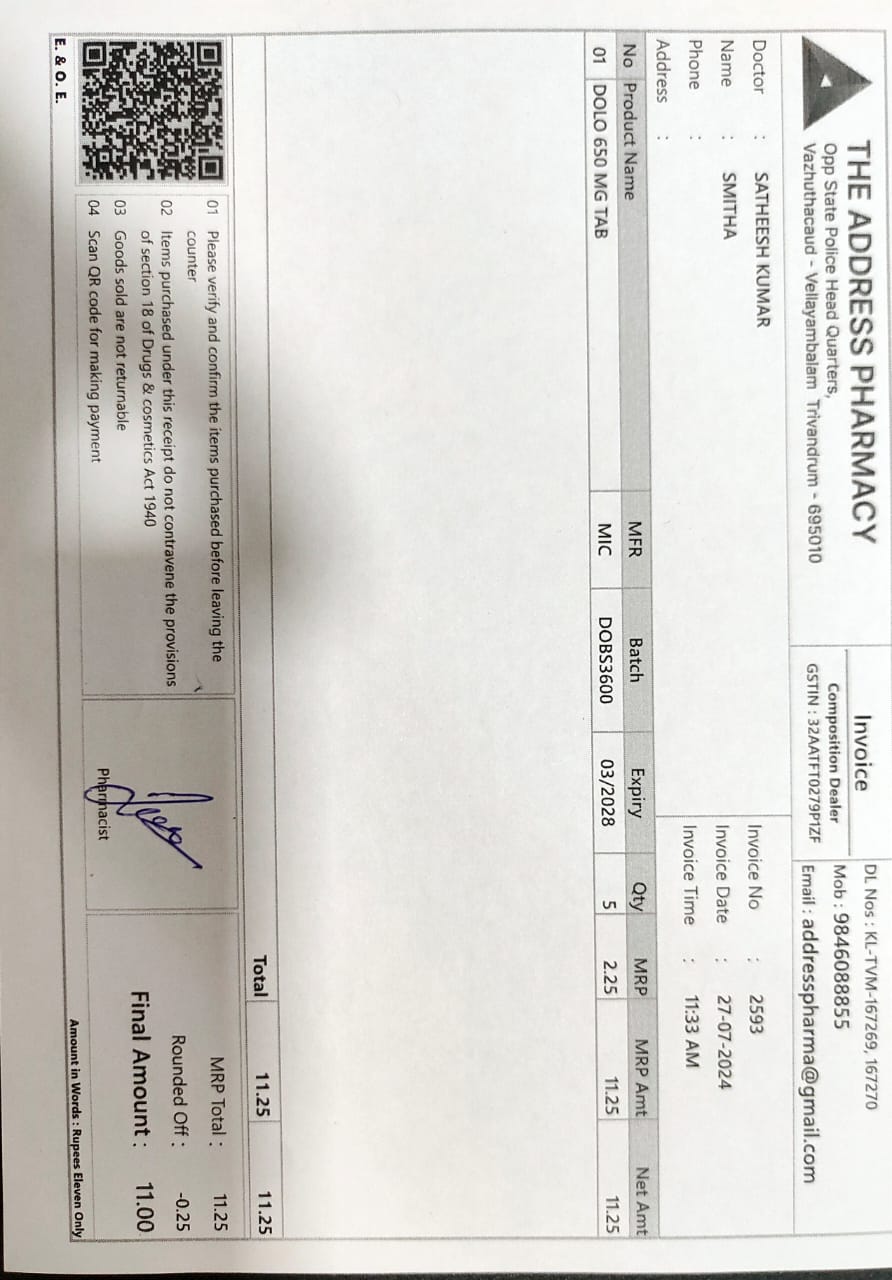 THE ADDRESS PHARMACY
Opp State Police Head Quarters,
Vazhuthacaud - Vellayambalam Trivandrum - 695010
Invoice
Composition Dealer
GSTIN : 32AATFT0279P1ZF
DL Nos : KL-TVM-167269, 167270
Mob : 9846088855
Email : addresspharma@gmail.com
Doctor : SATHEESH KUMAR
Name : SMITHA
Phone :
Address :
Invoice No : 2593
Invoice Date : 27-07-2024
Invoice Time : 11:33 AM
No Product Name MFR Batch Expiry Qty MRP MRP Amt Net Amt
01 DOLO 650 MG TAB MIC DOBS3600 03/2028 5 2.25 11.25 11.25
Total 11.25 11.25
01 Please verify and confirm the items purchased before leaving the
counter
02 Items purchased under this receipt do not contravene the provisions
of section 18 of Drugs & cosmetics Act 1940
03 Goods sold are not returnable
04 Scan QR code for making payment
Pharmacist
MRP Total : 11.25
Rounded Off : -0.25
Final Amount : 11.00
E. & O. E.
Amount in Words : Rupees Eleven Only